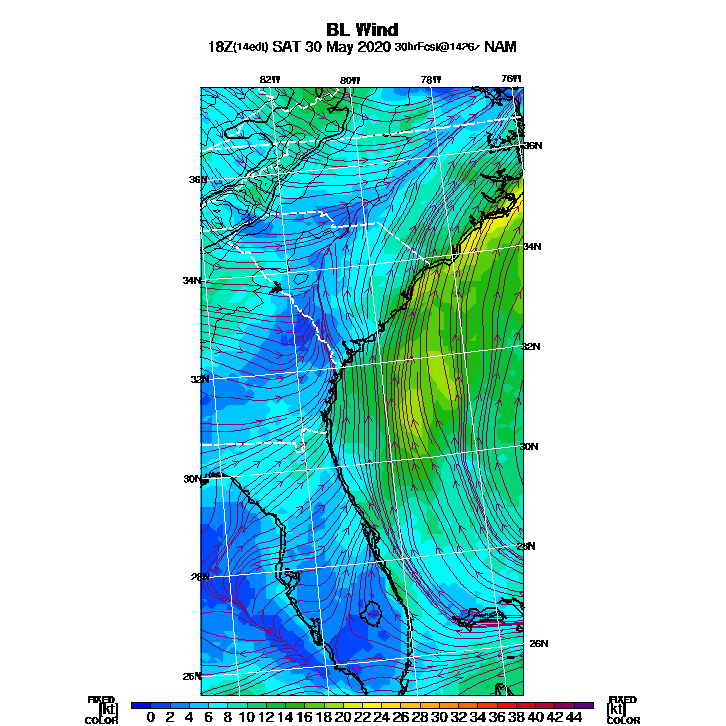 BL Wind
18Z(14edt) SAT 30 May 2020 30hrFcst@1426z NAM
82W 80W 78W 76W
36N
36N
34N
34N
32N
32N
30N
30N
28N
28N
26N
26N
FIXED
[kt]
COLOR
0 2 4 6 8 10 12 14 16 18 20 22 24 26 28 30 32 34 36 38 40 42 44
FIXED
[kt]
COLOR